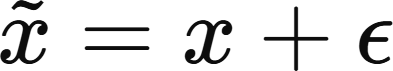 x̃ = x + ϵ